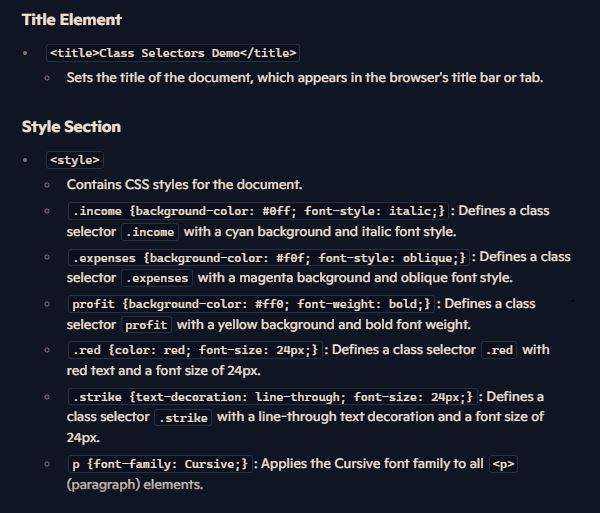 Title Element
<title>Class Selectors Demo</title>
Sets the title of the document, which appears in the browser's title bar or tab.
Style Section
<style>
Contains CSS styles for the document.
.income {background-color: #0ff; font-style: italic;} : Defines a class
selector .income with a cyan background and italic font style.
.expenses {background-color: #f0f; font-style: oblique;} : Defines a class
selector .expenses with a magenta background and oblique font style.
profit {background-color: #ff0; font-weight: bold;} : Defines a class
selector profit with a yellow background and bold font weight.
.red {color: red; font-size: 24px;} : Defines a class selector .red with
red text and a font size of 24px.
.strike {text-decoration: line-through; font-size: 24px;} : Defines a
class selector .strike with a line-through text decoration and a font size of
24px.
p {font-family: Cursive;} : Applies the Cursive font family to all <p>
(paragraph) elements.